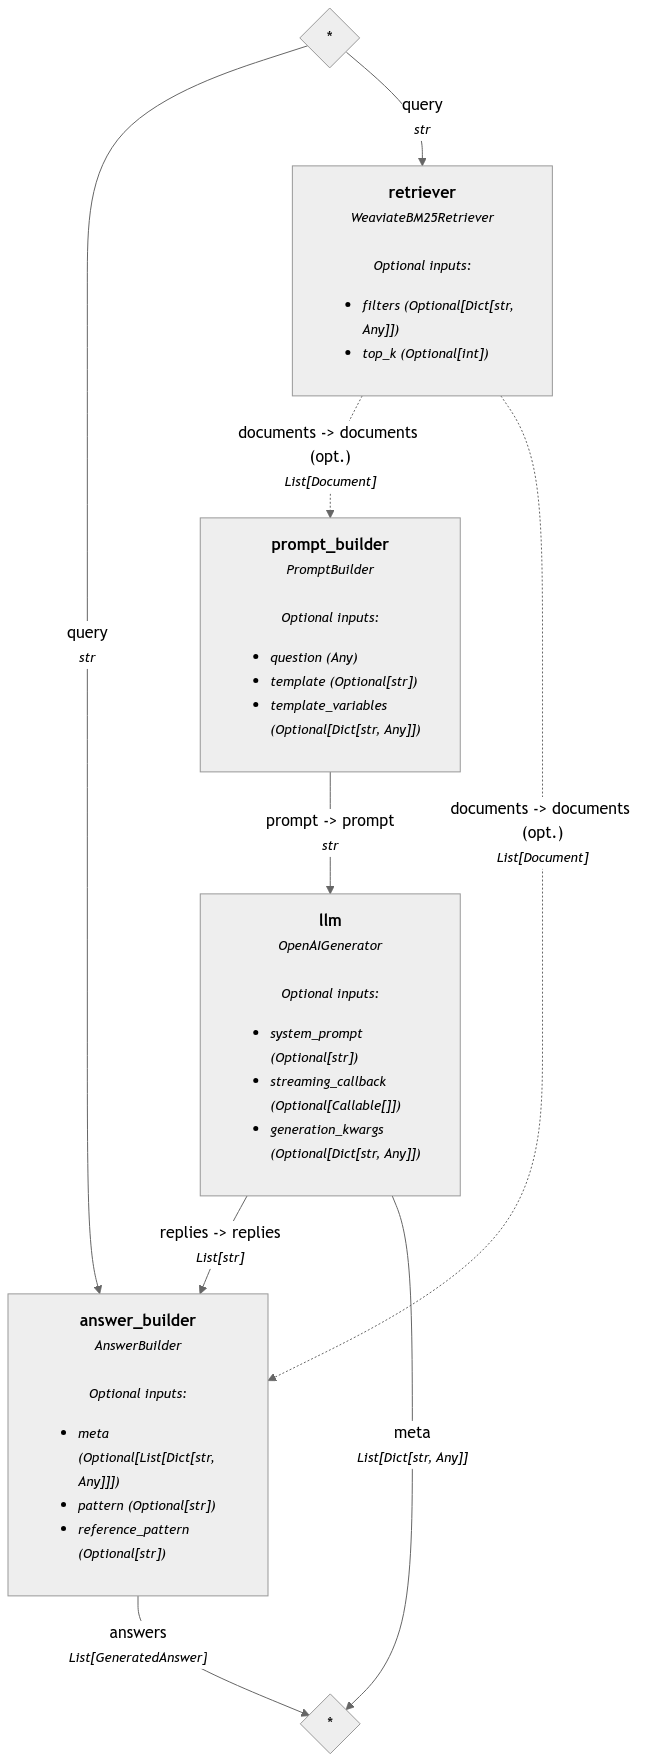 *
query
str
retriever
WeaviateBM25Retriever
Optional inputs:
• filters (Optional[Dict[str,
Any]])
• top_k (Optional[int])
documents -> documents
(opt.)
List[Document]
prompt_builder
PromptBuilder
Optional inputs:
• question (Any)
• template (Optional[str])
• template_variables
(Optional[Dict[str, Any]])
query
str
prompt -> prompt
str
documents -> documents
(opt.)
List[Document]
llm
OpenAIGenerator
Optional inputs:
• system_prompt
(Optional[str])
• streaming_callback
(Optional[Callable[]])
• generation_kwargs
(Optional[Dict[str, Any]])
replies -> replies
List[str]
answer_builder
AnswerBuilder
Optional inputs:
• meta
(Optional[List[Dict[str,
Any]]])
• pattern (Optional[str])
• reference_pattern
(Optional[str])
meta
List[Dict[str, Any]]
answers
List[GeneratedAnswer]
*